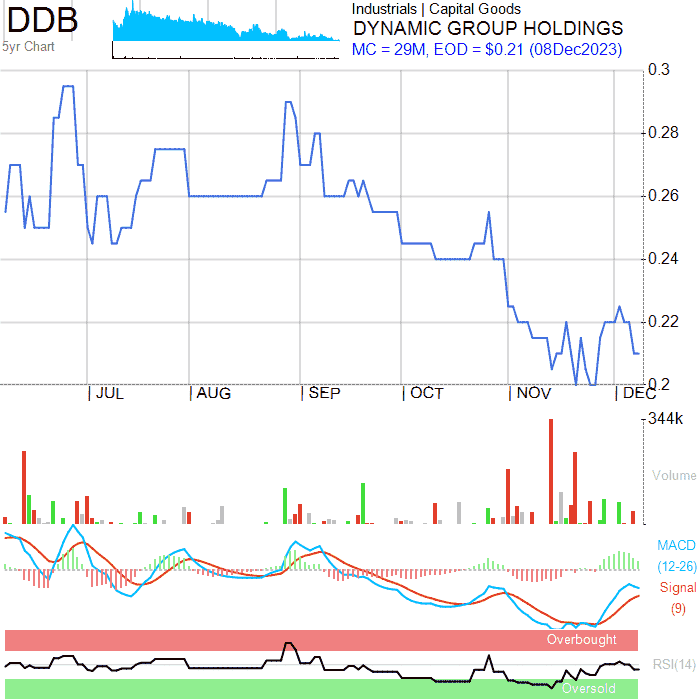 DDB
5yr Chart
Industrials | Capital Goods
DYNAMIC GROUP HOLDINGS
MC = 29M, EOD = $0.21 (08Dec2023)
0.3
0.28
0.26
0.24
0.22
0.2
JUL AUG SEP OCT NOV DEC
344k
Volume
MACD
(12-26)
Signal
(9)
Overbought
RSI(14)
Oversold